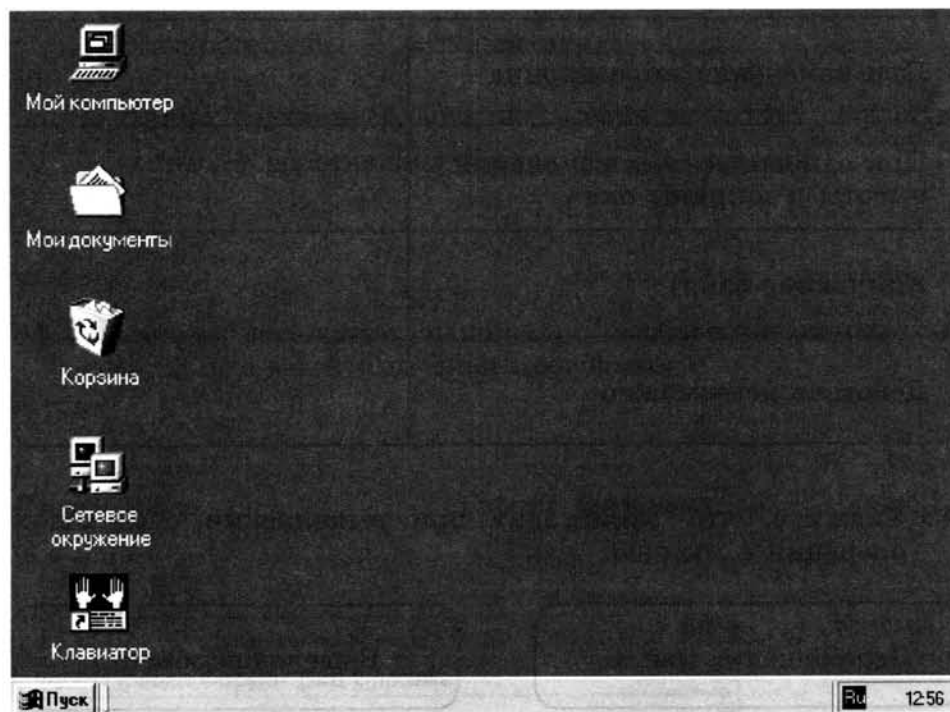 Мой компьютер
Мои документы
Корзина
Сетевое
окружение
Клавиатор
Пуск
Ru
12:56